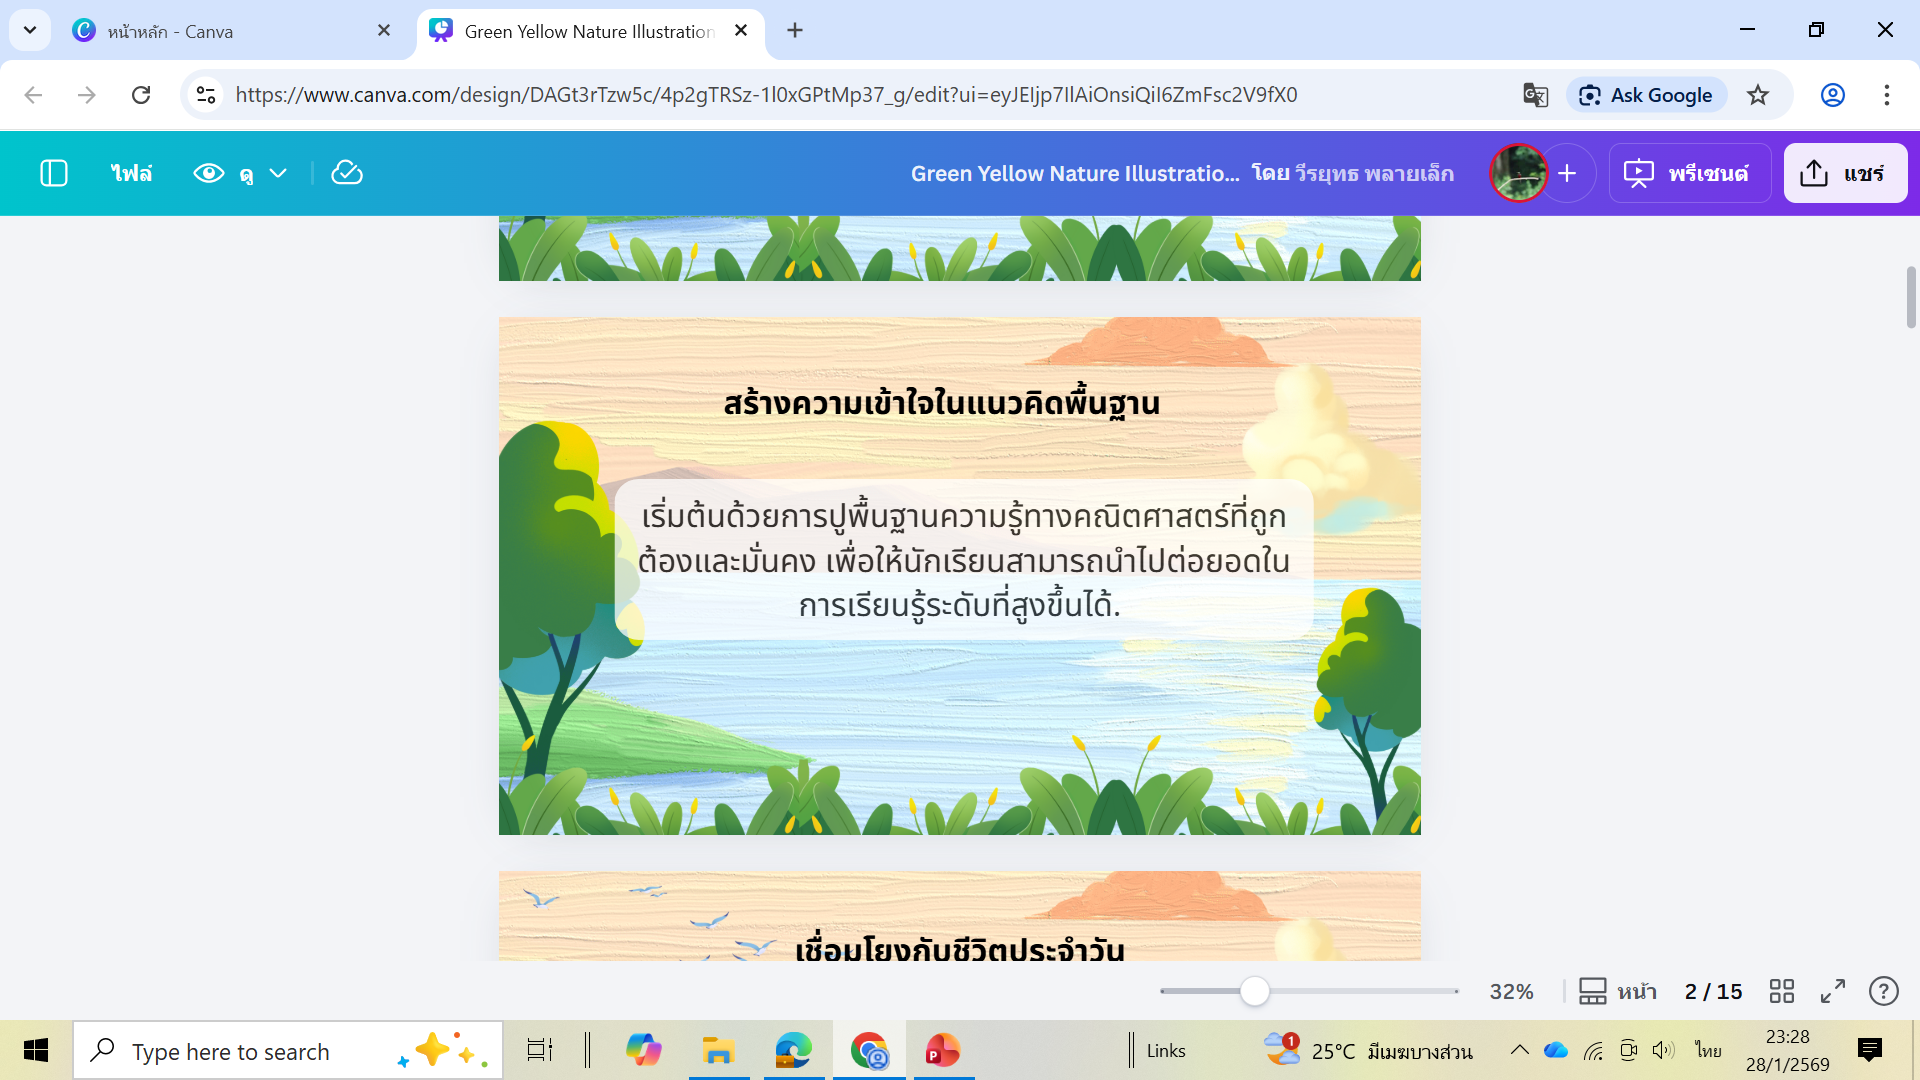 หน้าหลัก - Canva
Green Yellow Nature Illustration
https://www.canva.com/design/DAGt3rTzw5c/4p2gTRSz-1l0xGPtMp37_g/edit?ui=eyJEIjp7IlAiOnsiQiI6ZmFsc2V9fX0
Ask Google
ไฟล์
ดู
Green Yellow Nature Illustratio... โดย วีรยุทธ พลายเล็ก
พรีเซนต์
แชร์
สร้างความเข้าใจในแนวคิดพื้นฐาน
เริ่มต้นด้วยการปูพื้นฐานความรู้ทางคณิตศาสตร์ที่ถูก
ต้องและมั่นคง เพื่อให้นักเรียนสามารถนำไปต่อยอดใน
การเรียนรู้ระดับที่สูงขึ้นได้.
เชื่อมโยงกับชีวิตประจำวัน
32%
หน้า
2 / 15
Type here to search
Links
1
25°C มีเมฆบางส่วน
ไทย
23:28
28/1/2569